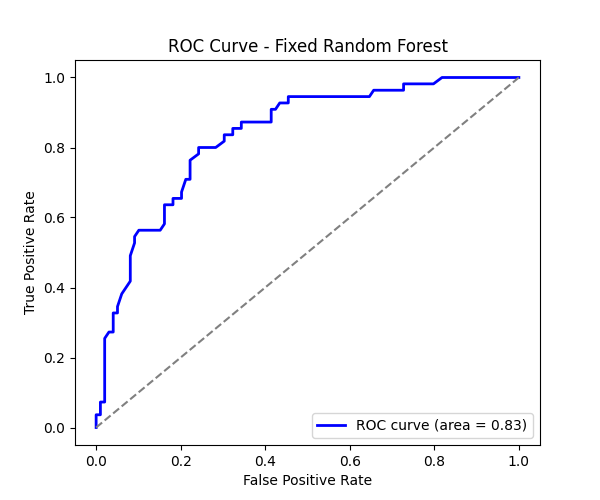 ROC Curve - Fixed Random Forest
True Positive Rate
1.0
0.8
0.6
0.4
0.2
0.0
0.0 0.2 0.4 0.6 0.8 1.0
False Positive Rate
ROC curve (area = 0.83)